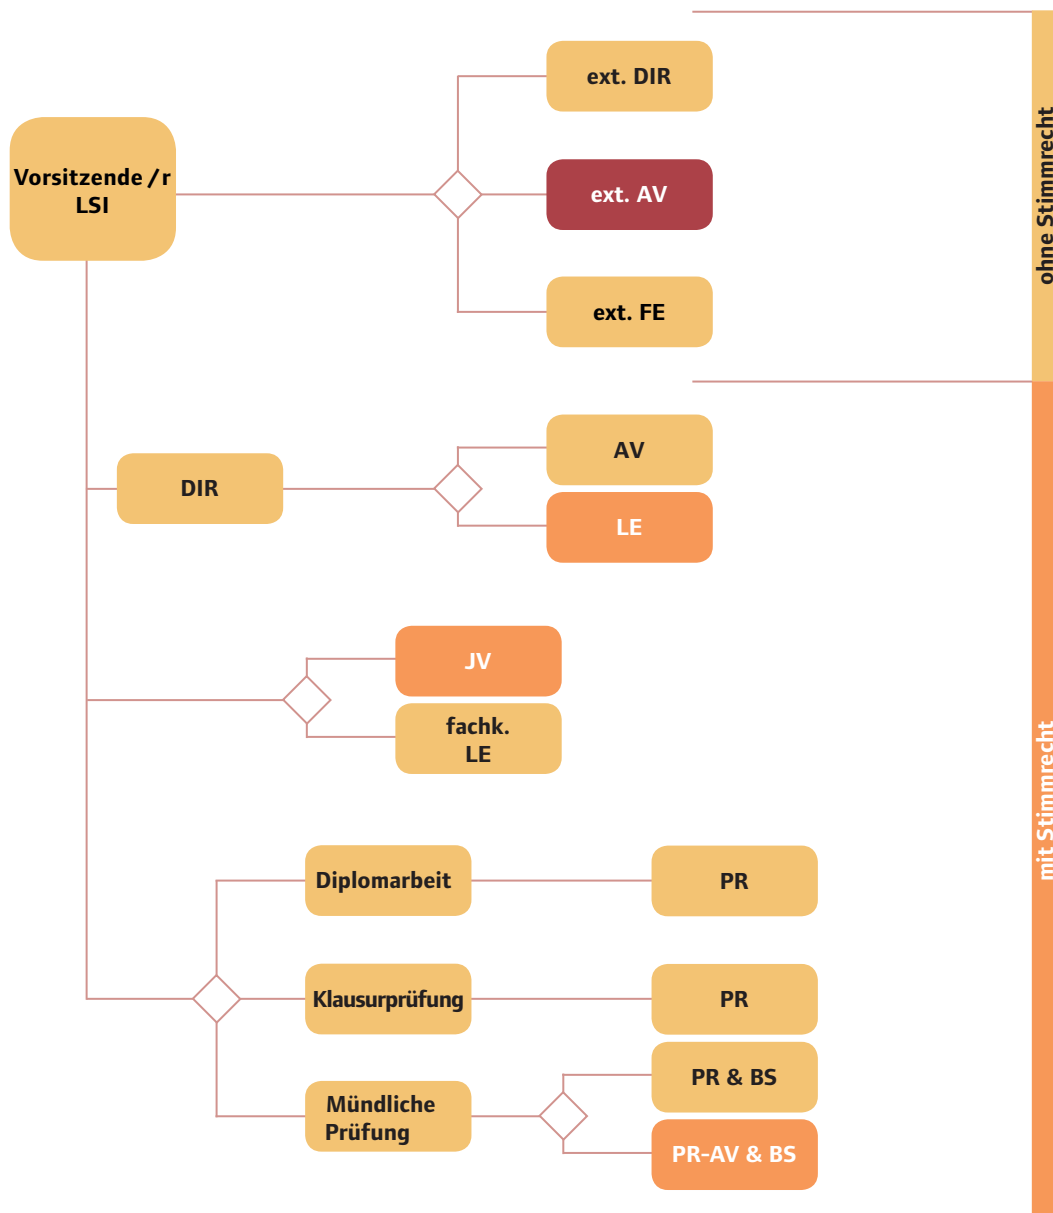 ext. DIR
Vorsitzende /r
LSI
ext. AV
ohne Stimmrecht
ext. FE
AV
DIR
LE
JV
fachk.
LE
mit Stimmrecht
Diplomarbeit
PR
Klausurprüfung
PR
PR & BS
Mündliche
Prüfung
PR-AV & BS